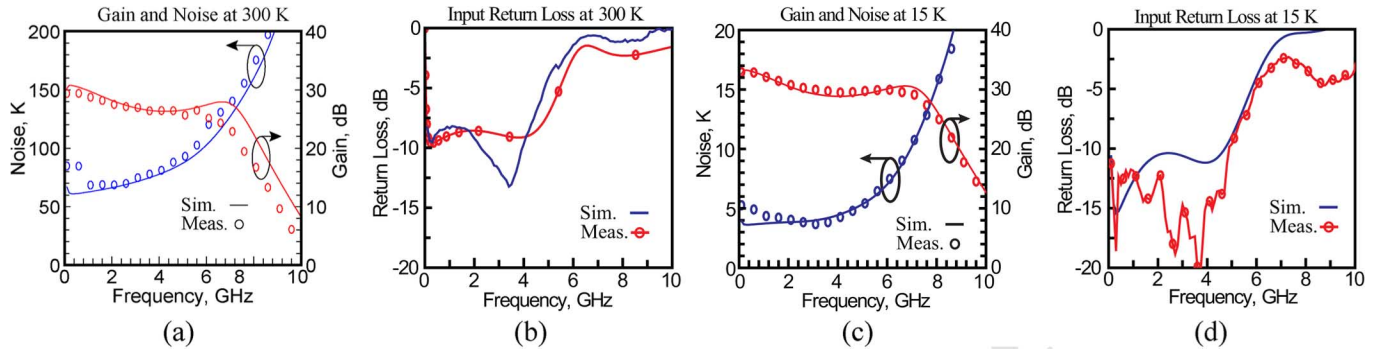 Gain and Noise at 300 K
200
150
100
50
0
Noise, K
40
30
20
10
0
Gain, dB
Sim.
Meas.
0 2 4 6 8 10
Frequency, GHz
(a)
Input Return Loss at 300 K
0
-5
-10
-15
-20
Return Loss, dB
Sim.
Meas.
0 2 4 6 8 10
Frequency, GHz
(b)
Gain and Noise at 15 K
20
15
10
5
0
Noise, K
40
30
20
10
0
Gain, dB
Sim.
Meas.
0 2 4 6 8 10
Frequency, GHz
(c)
Input Return Loss at 15 K
0
-5
-10
-15
-20
Return Loss, dB
Sim.
Meas.
0 2 4 6 8 10
Frequency, GHz
(d)